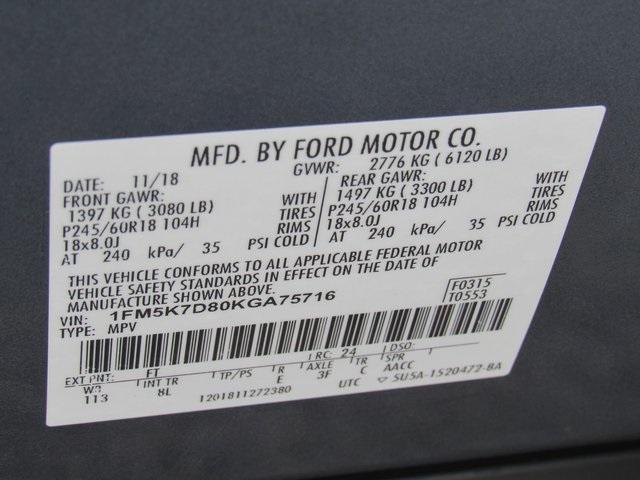 MFD. BY FORD MOTOR CO.
DATE: 11/18 GVWR: 2776 KG ( 6120 LB)
FRONT GAWR: REAR GAWR:
1397 KG ( 3080 LB) WITH 1497 KG ( 3300 LB) WITH
P245/60R18 104H TIRES P245/60R18 104H TIRES
18x8.0J RIMS 18x8.0J RIMS
AT 240 kPa/ 35 PSI COLD AT 240 kPa/ 35 PSI COLD
THIS VEHICLE CONFORMS TO ALL APPLICABLE FEDERAL MOTOR
VEHICLE SAFETY STANDARDS IN EFFECT ON THE DATE OF
MANUFACTURE SHOWN ABOVE.
VIN: 1FM5K7D80KGA75716 F0315
TYPE: MPV T0553
EXT PNT: FT RC: 24 DSO:
WB INT TR TP/PS R AXLE TR SPR
113 8L E 3F C AACC
1201811272380 UTC ▽ SU5A-1520472-BA